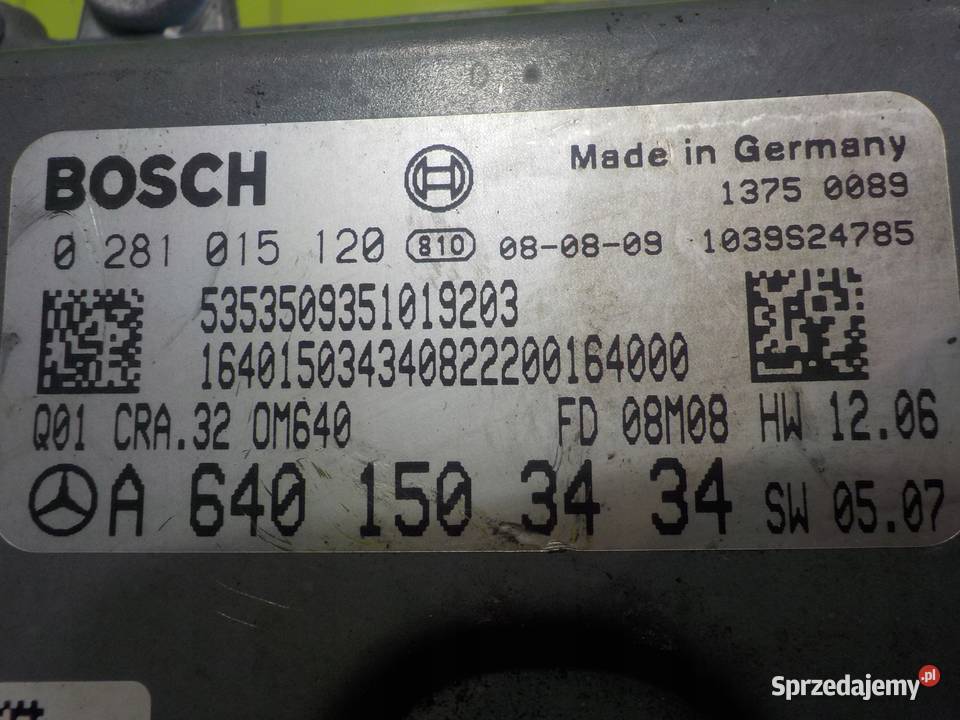 BOSCH Made in Germany
1375 0089
0 281 015 120 810 08-08-09 1039S24785
5353509351019203
1640150343408222200164000
Q01 CRA.32 OM640 FD 08M08 HW 12.06
A 640 150 34 34 SW 05.07
Sprzedajemy.pl